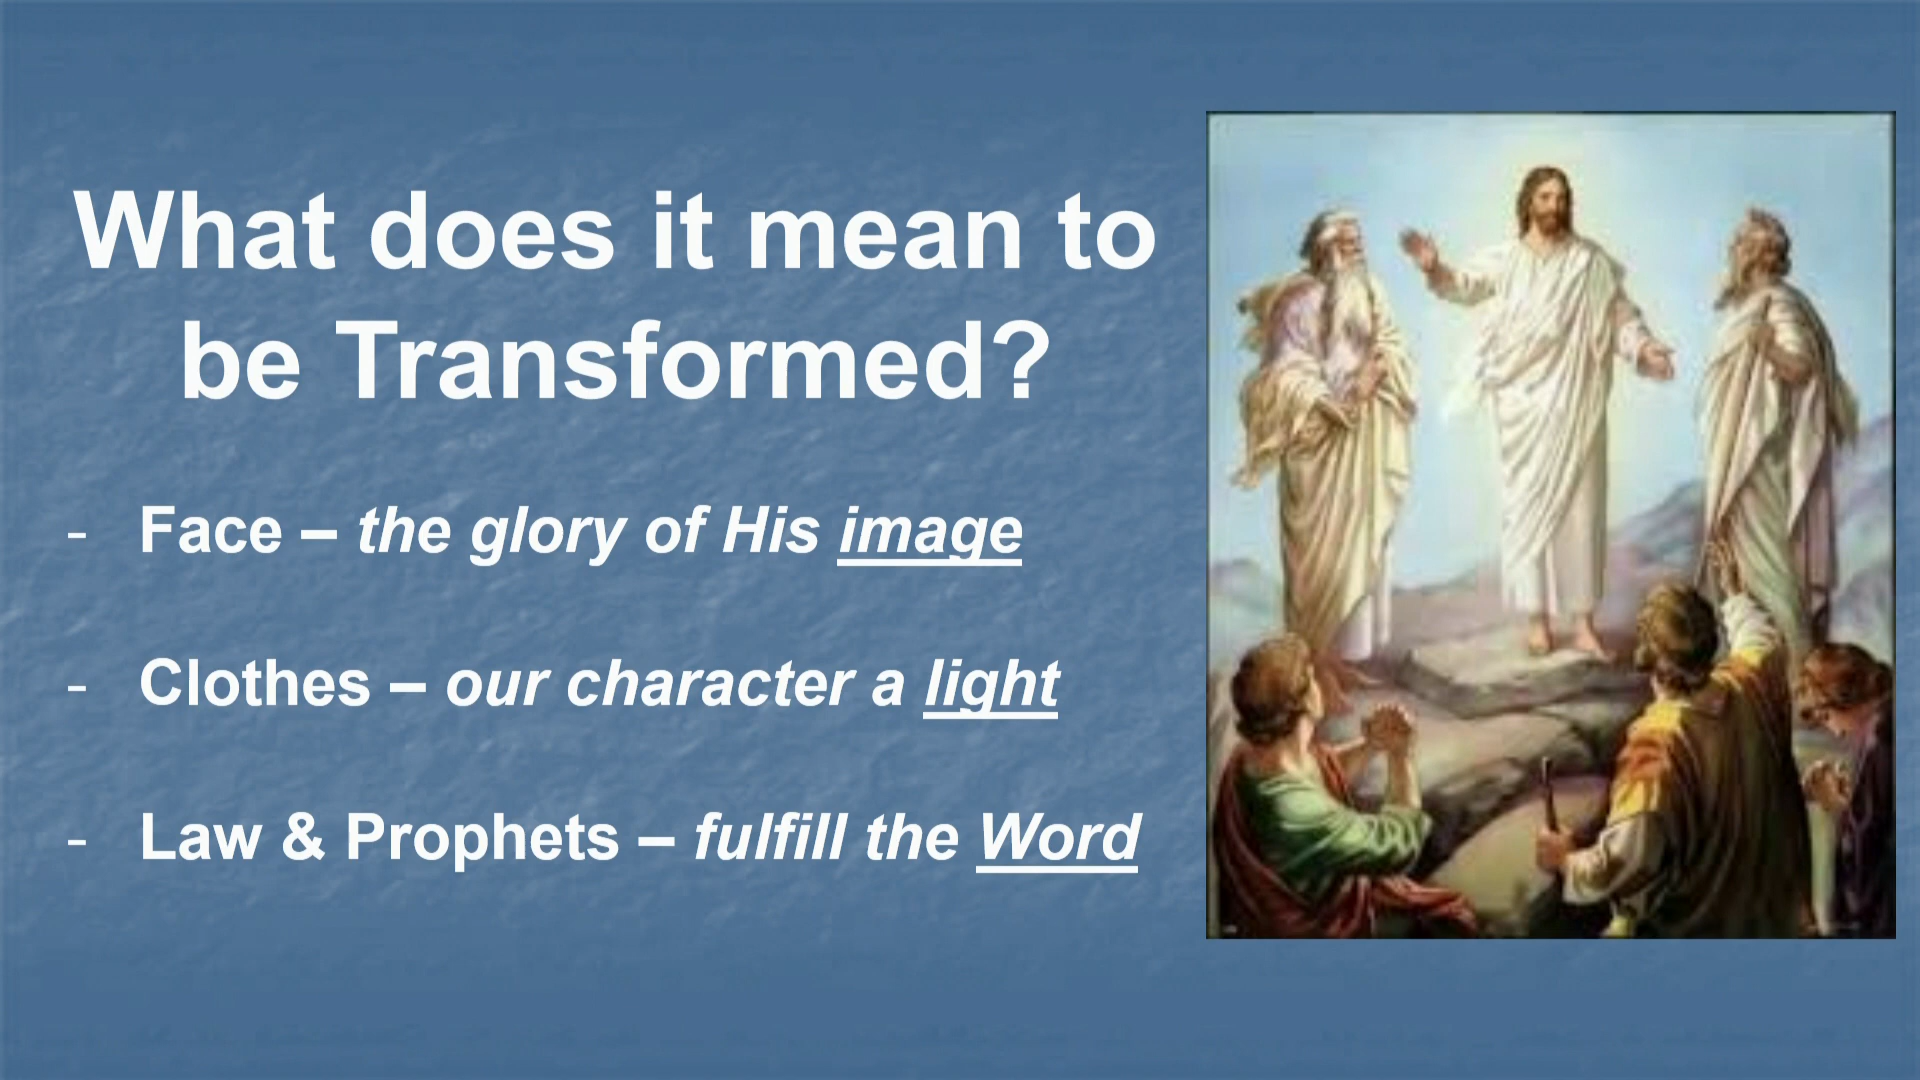 What does it mean to
be Transformed?
- Face – the glory of His image
- Clothes – our character a light
- Law & Prophets – fulfill the Word